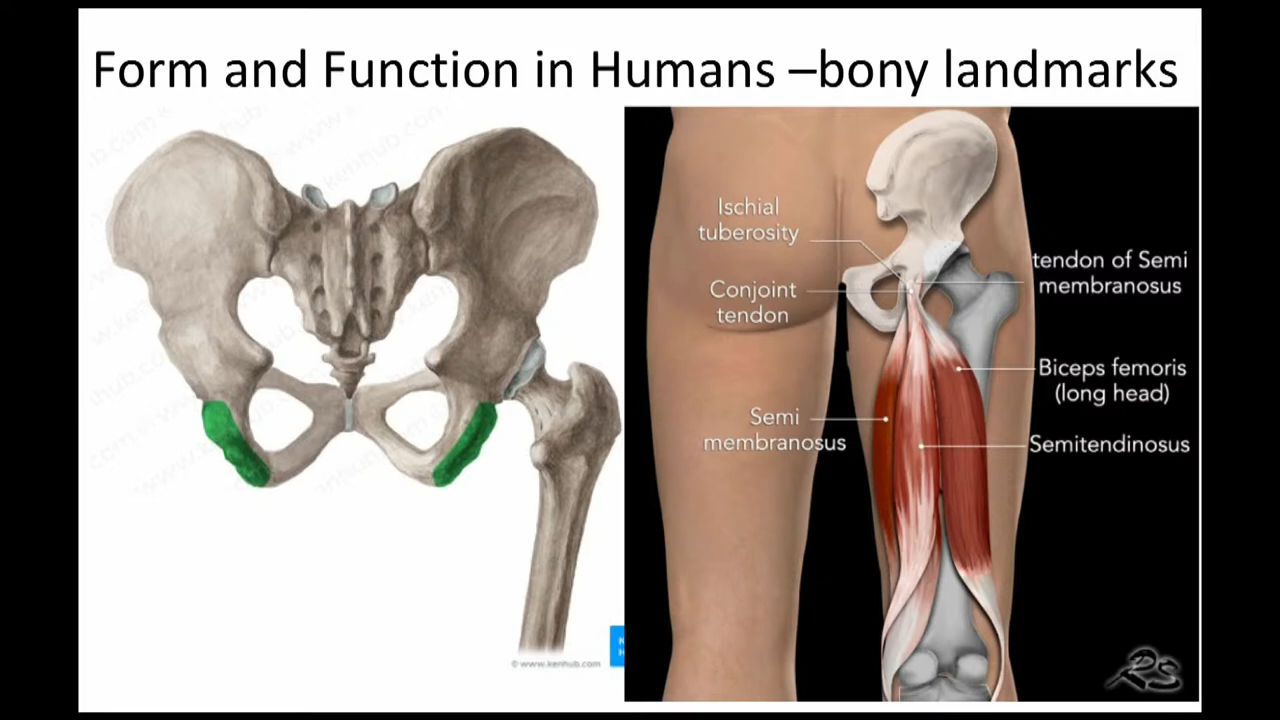 Form and Function in Humans –bony landmarks
Ischial
tuberosity
Conjoint
tendon
Semi
membranosus
tendon of Semi
membranosus
Biceps femoris
(long head)
Semitendinosus
© www.kenhub.com
RS